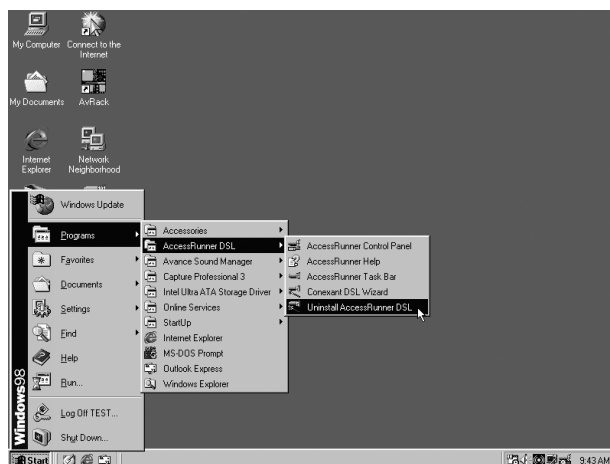 My Computer
Connect to the
Internet
My Documents
AvRack
Internet
Explorer
Network
Neighborhood
Windows Update
Programs
Favorites
Documents
Settings
Find
Help
Run...
Log Off TEST...
Shut Down...
Windows98
Accessories
AccessRunner DSL
Avance Sound Manager
Capture Professional 3
Intel Ultra ATA Storage Driver
Online Services
StartUp
Internet Explorer
MS-DOS Prompt
Outlook Express
Windows Explorer
AccessRunner Control Panel
AccessRunner Help
AccessRunner Task Bar
Conexant DSL Wizard
Uninstall AccessRunner DSL
Start
9:43 AM